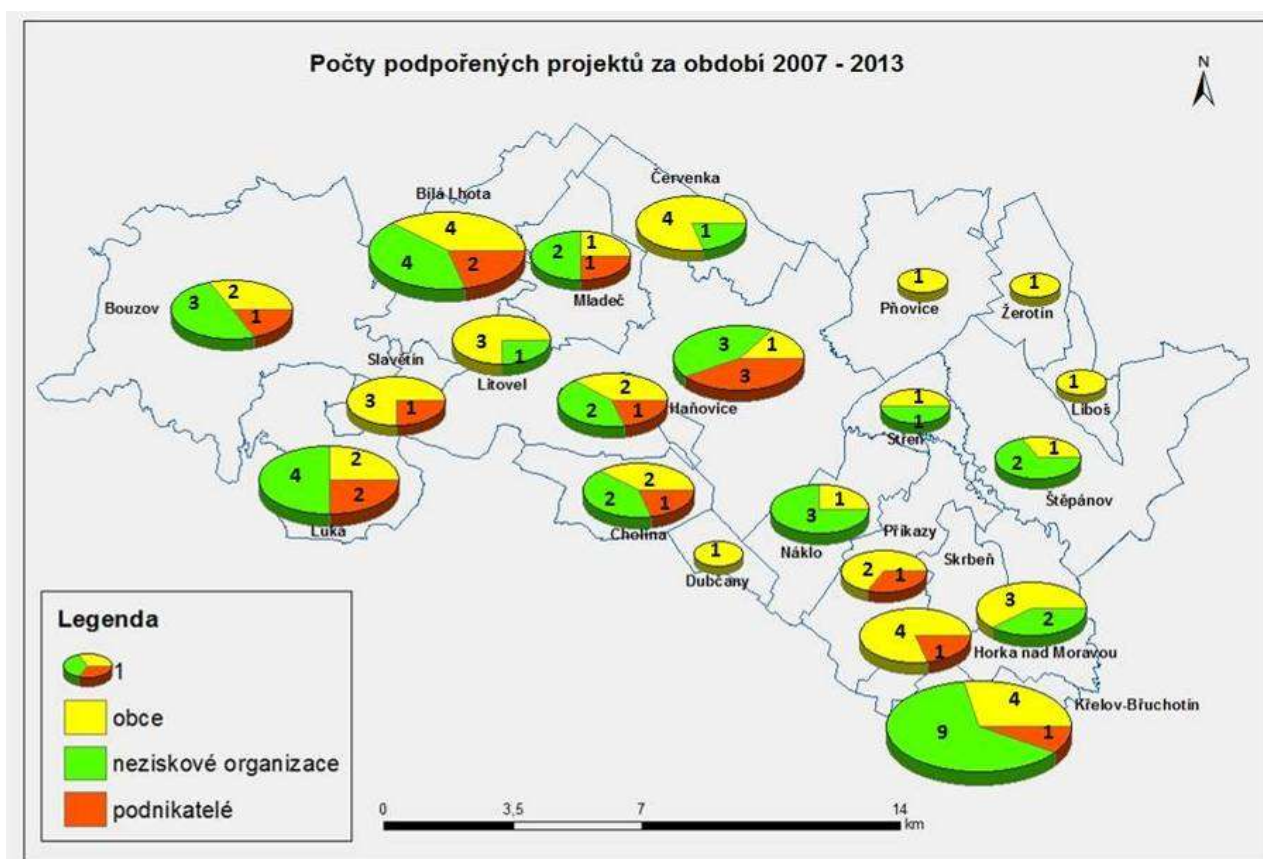 Počty podpořených projektů za období 2007 - 2013
N
Červenka
4
1
Bílá Lhota
4
4
2
2
1
1
Mladeč
1
Pňovice
1
Žerotín
Bouzov
3
2
1
Slavětín
3
1
Litovel
3
1
3
1
3
Haňovice
2
2
1
1
Liboš
1
1
Střeň
4
2
2
Luká
2
2
1
Cholina
1
2
Štěpánov
1
3
Náklo
1
Dubčany
Příkazy
2
1
Skrbeň
3
2
Horka nad Moravou
4
1
Křelov-Břuchotín
4
9
1
Legenda
1
obce
neziskové organizace
podnikatelé
0 3,5 7 14
km